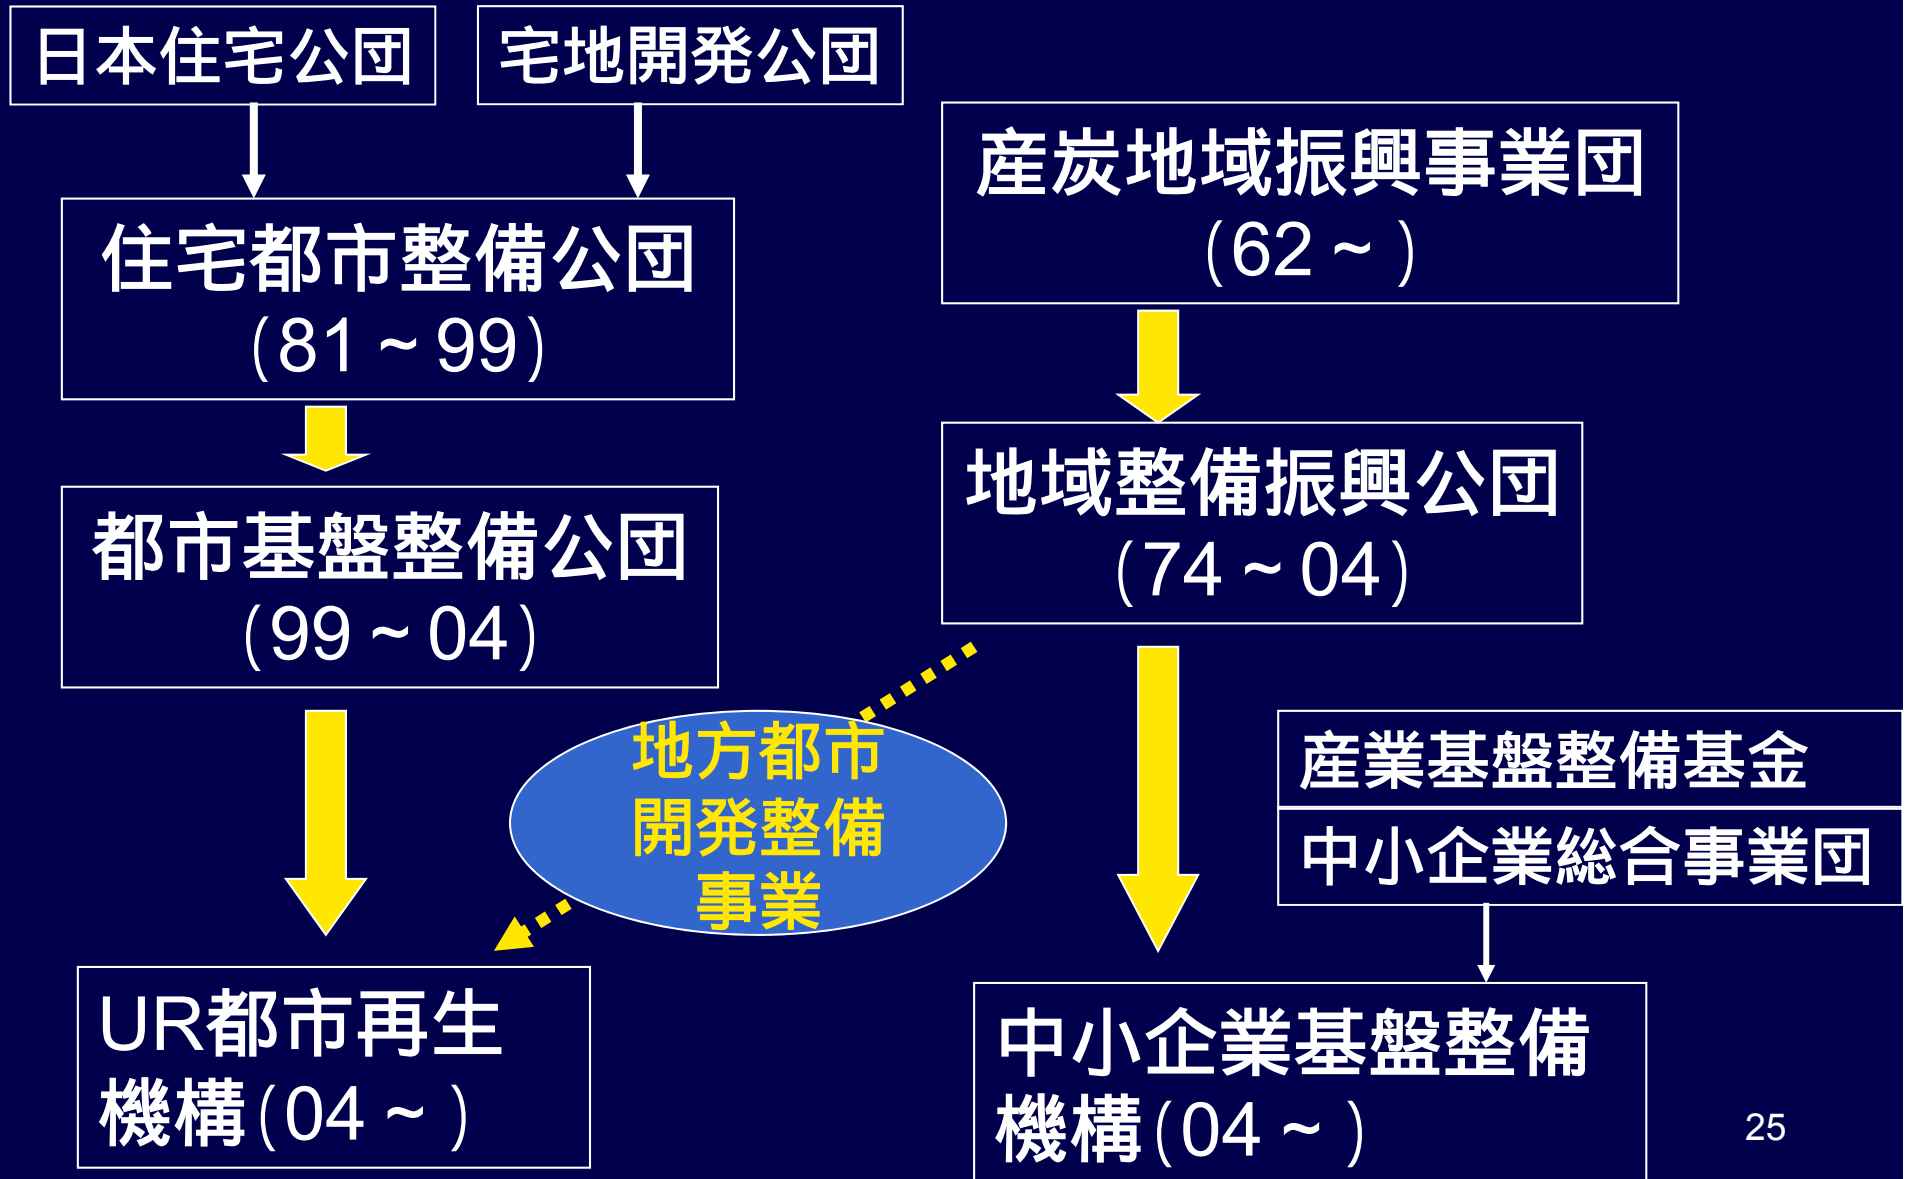 日本住宅公団
宅地開発公団
住宅都市整備公団
(81～99)
都市基盤整備公団
(99～04)
UR都市再生
機構(04～ )
地方都市
開発整備
事業
産炭地域振興事業団
(62～ )
地域整備振興公団
(74～04)
産業基盤整備基金
中小企業総合事業団
中小企業基盤整備
機構(04～ )
25